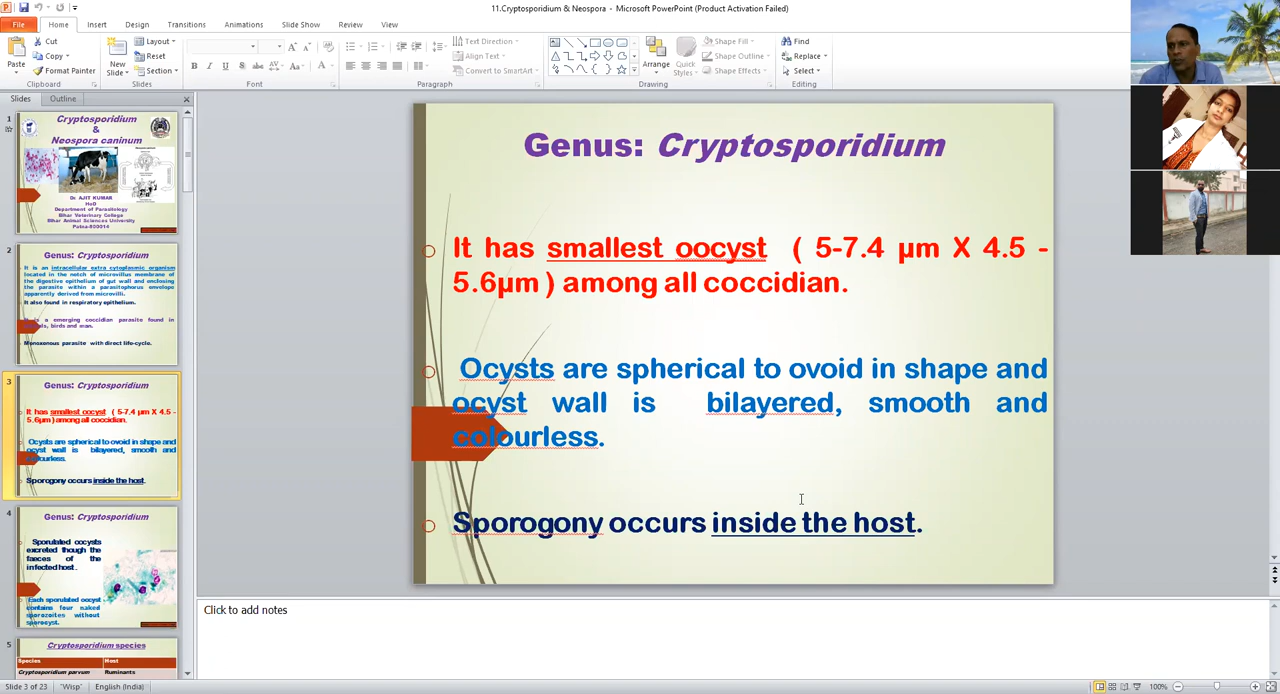 11.Cryptosporidium & Neospora - Microsoft PowerPoint (Product Activation Failed)
File Home Insert Design Transitions Animations Slide Show Review View
Paste
Cut
Copy
Format Painter
Clipboard
New Slide
Layout
Reset
Section
Slides
Font
Text Direction
Align Text
Convert to SmartArt
Paragraph
Arrange
Quick Styles
Shape Fill
Shape Outline
Shape Effects
Drawing
Find
Replace
Select
Editing
Slides Outline
1
Cryptosporidium
&
Neospora caninum
Dr. AJIT KUMAR
HoD
Department of Parasitology
Bihar Veterinary College
Bihar Animal Sciences University
Patna-800014
2
Genus: Cryptosporidium
It is an intracellular extra cytoplasmic organism
located in the notch of microvillus membrane of
the digestive epithelium of gut wall and enclosing
the parasite within a parasitophorus envelope
apparently derived from microvilli.
It also found in respiratory epithelium.
It is a emerging coccidian parasite found in
birds and man.
Monoxenous parasite with direct life-cycle.
3
Genus: Cryptosporidium
It has smallest oocyst ( 5-7.4 µm X 4.5 -
5.6µm ) among all coccidian.
Ocysts are spherical to ovoid in shape and
ocyst wall is bilayered, smooth and
colourless.
Sporogony occurs inside the host.
4
Genus: Cryptosporidium
Sporulated oocysts
excreted though the
faeces of the
infected host .
Each sporulated oocyst
contains four naked
sporozoites without
sporocyst.
5
Cryptosporidium species
Species Host
Cryptosporidium parvum Ruminants
Genus: Cryptosporidium
It has smallest oocyst ( 5-7.4 µm X 4.5 -
5.6µm ) among all coccidian.
Ocysts are spherical to ovoid in shape and
ocyst wall is bilayered, smooth and
colourless.
Sporogony occurs inside the host.
Click to add notes
Slide 3 of 23 "Wisp" English (India) 100%